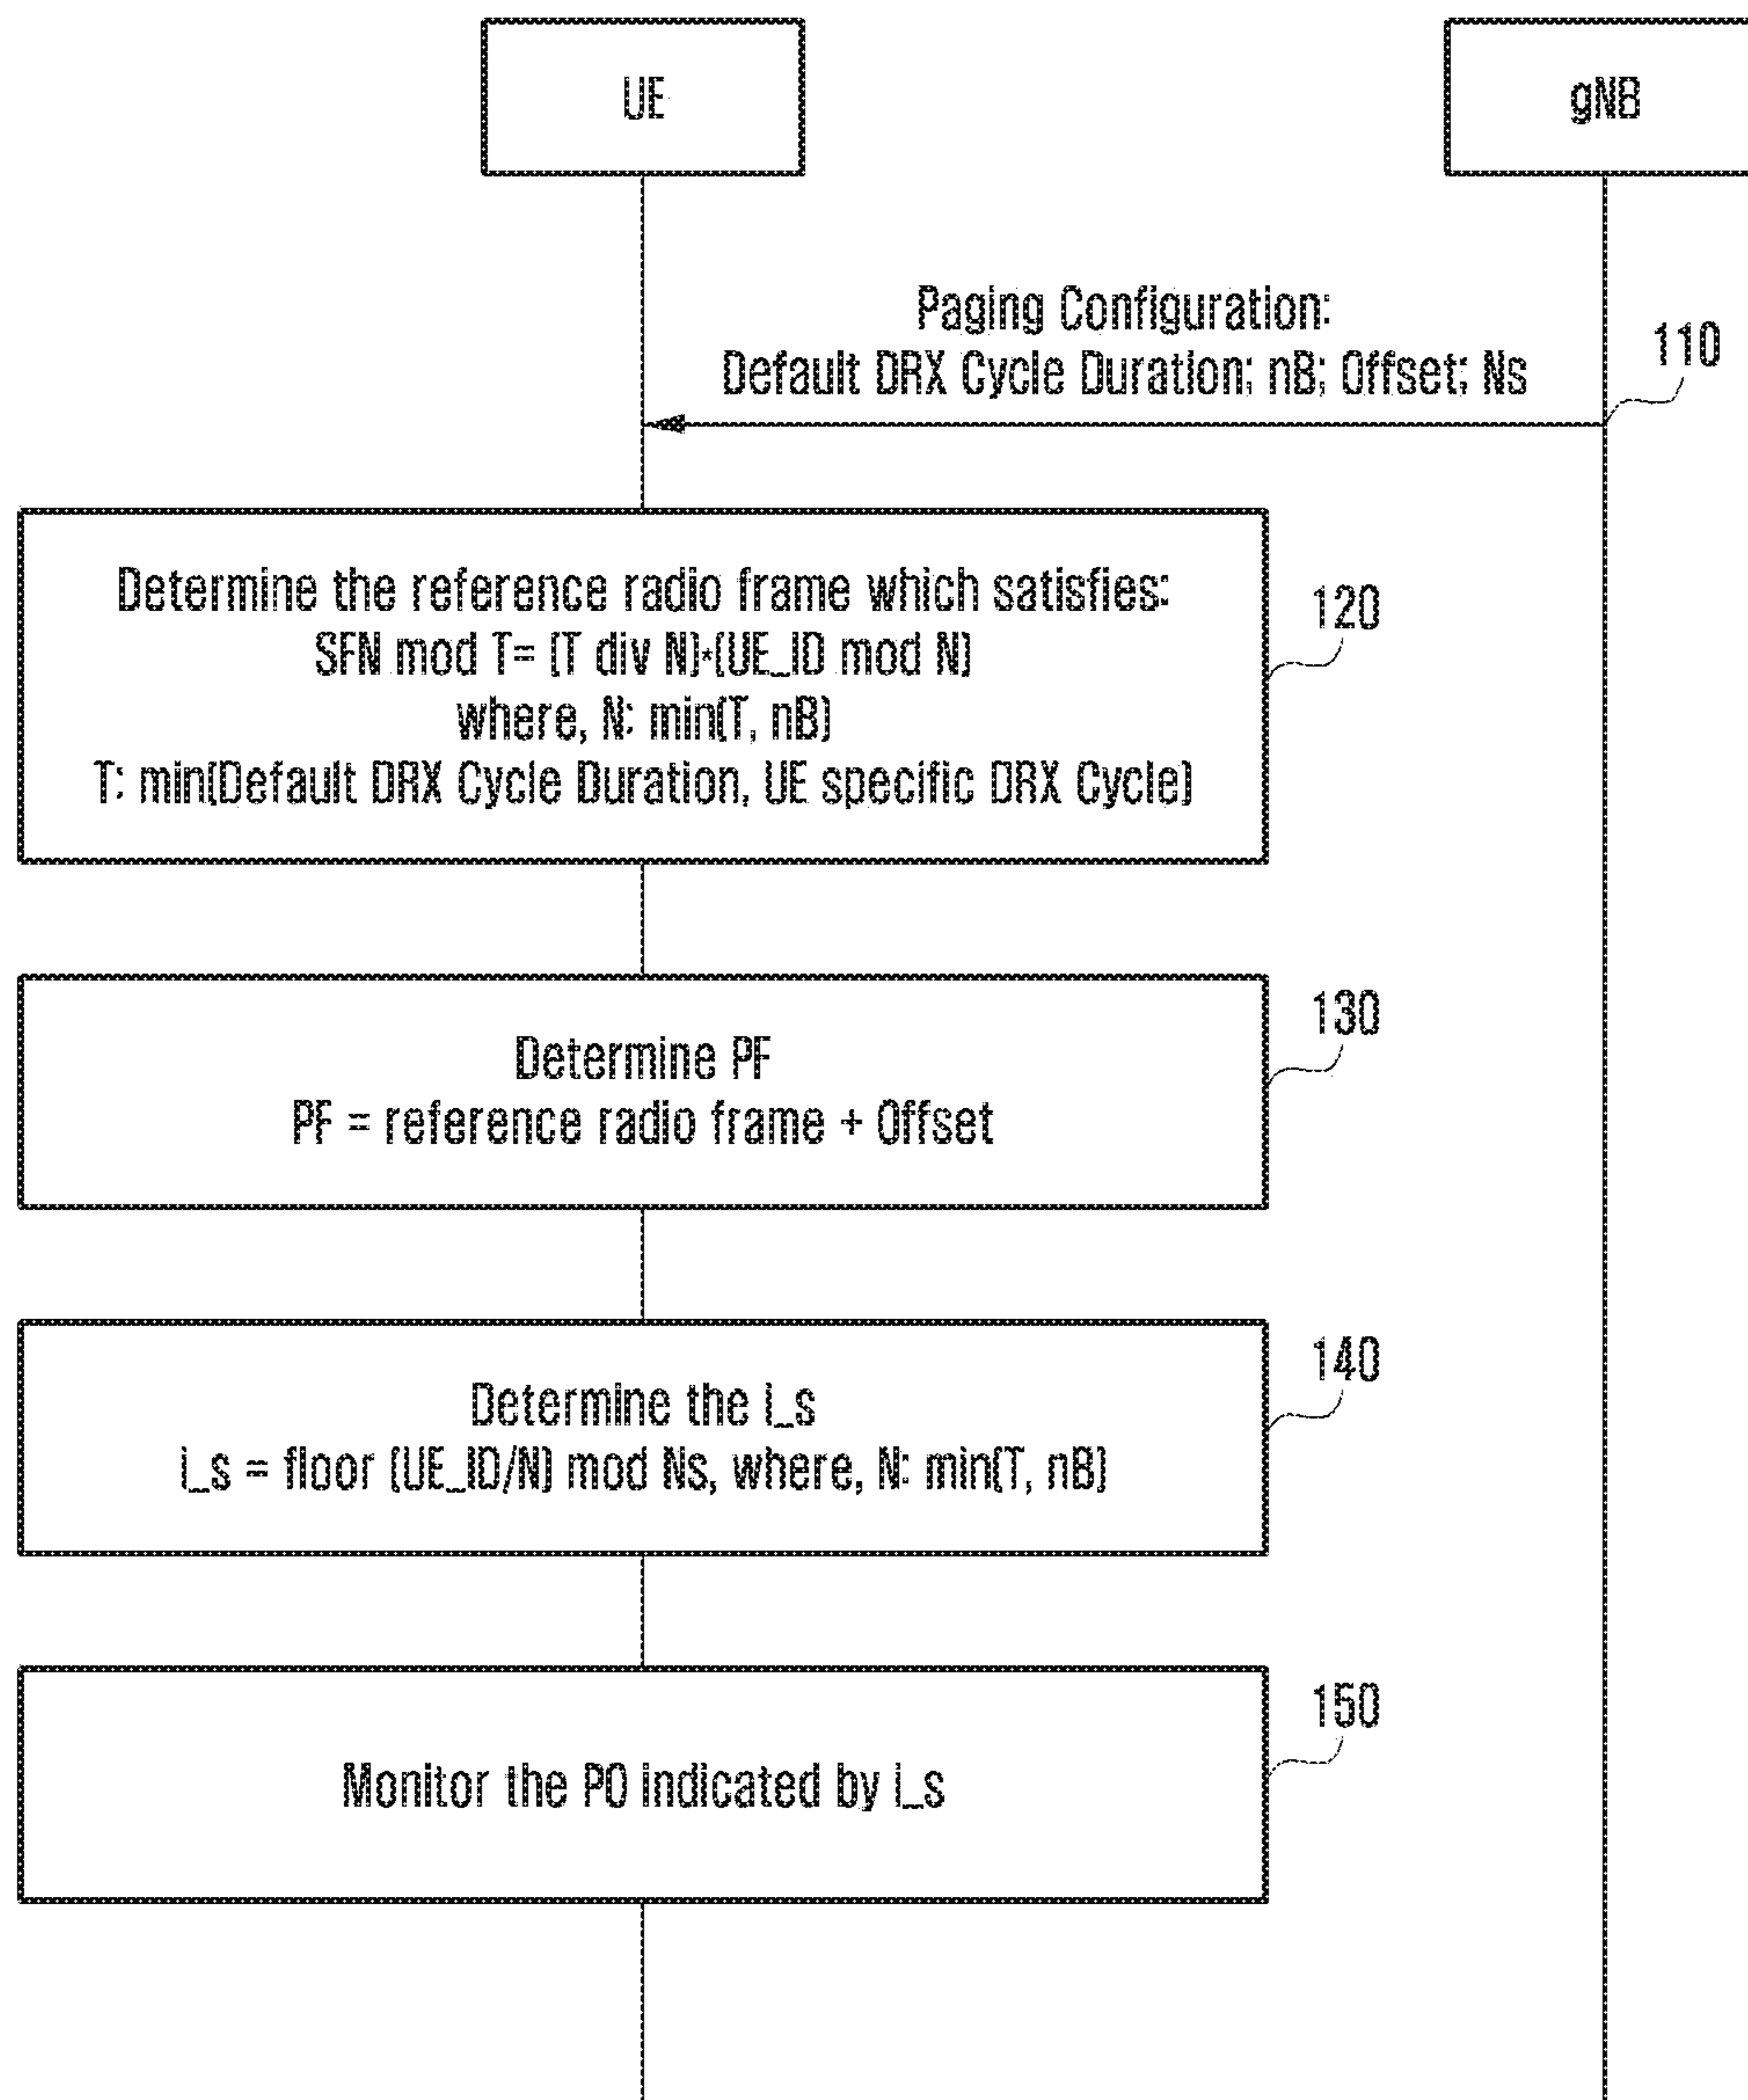 UE
gNB
Paging Configuration:
Default DRX Cycle Duration; nB; Offset; Ns
110
Determine the reference radio frame which satisfies:
SFN mod T= (T div N)*(UE_ID mod N)
where, N: min(T, nB)
T: min(Default DRX Cycle Duration, UE specific DRX Cycle)
120
Determine PF
PF = reference radio frame + Offset
130
Determine the i_s
i_s = floor (UE_ID/N) mod Ns, where, N: min(T, nB)
140
Monitor the PO indicated by i_s
150